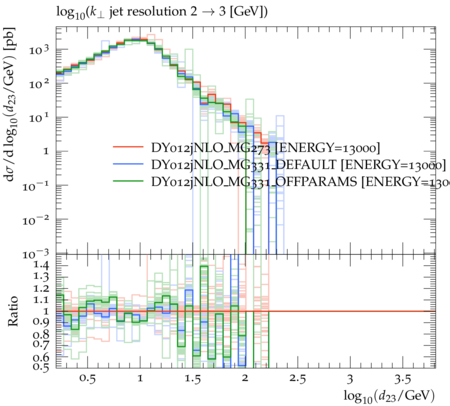 log₁₀(k⊥ jet resolution 2 → 3 [GeV])
dσ/d log₁₀(d₂₃/GeV) [pb]
10³
10²
10¹
1
10⁻¹
10⁻²
10⁻³
DY012jNLO_MG273 [ENERGY=13000]
DY012jNLO_MG331_DEFAULT [ENERGY=13000]
DY012jNLO_MG331_OFFPARAMS [ENERGY=130
Ratio
1.4
1.3
1.2
1.1
1
0.9
0.8
0.7
0.6
0.5
0.5 1 1.5 2 2.5 3 3.5
log₁₀(d₂₃/GeV)